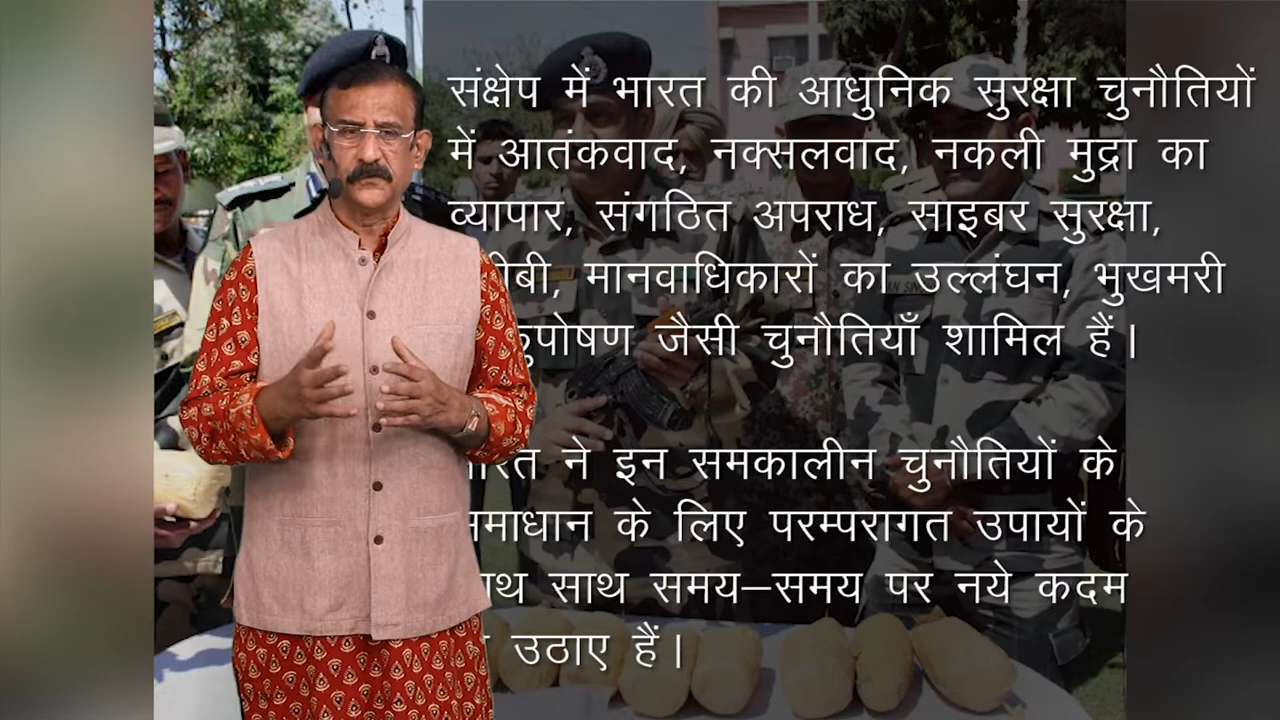 संक्षेप में भारत की आधुनिक सुरक्षा चुनौतियों
में आतंकवाद, नक्सलवाद, नकली मुद्रा का
व्यापार, संगठित अपराध, साइबर सुरक्षा,
मानवाधिकारों का उल्लंघन, भुखमरी
जैसी चुनौतियाँ शामिल हैं।
ने इन समकालीन चुनौतियों के
के लिए परम्परागत उपायों के
साथ समय–समय पर नये कदम
उठाए हैं।